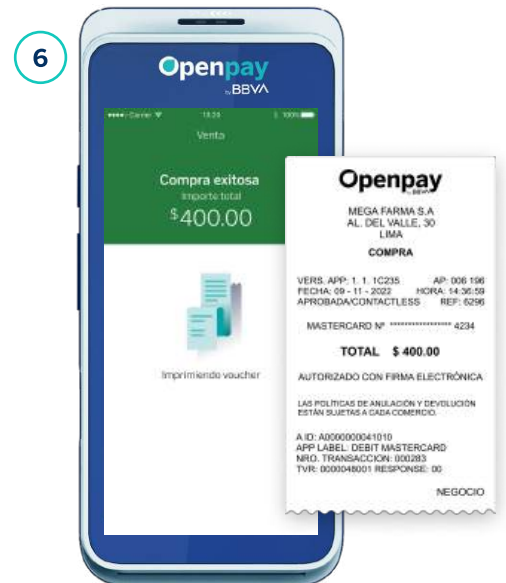 6
Openpay
by BBVA
Carrier
100%
Venta
Compra exitosa
Importe total
$400.00
Imprimiendo voucher
Openpay
by BBVA
MEGA FARMA S.A
AL. DEL VALLE, 30
LIMA
COMPRA
VERS. APP: 1. 1. 1C235 AP: 006 196
FECHA: 09 - 11 - 2022 HORA: 14:36:59
APROBADA/CONTACTLESS REF: 6296
MASTERCARD Nº **************** 4234
TOTAL $ 400.00
AUTORIZADO CON FIRMA ELECTRÓNICA
LAS POLÍTICAS DE ANULACIÓN Y DEVOLUCIÓN
ESTÁN SUJETAS A CADA COMERCIO.
A ID: A0000000041010
APP LABEL: DEBIT MASTERCARD
NRO. TRANSACCION: 000283
TVR: 0000048001 RESPONSE: 00
NEGOCIO